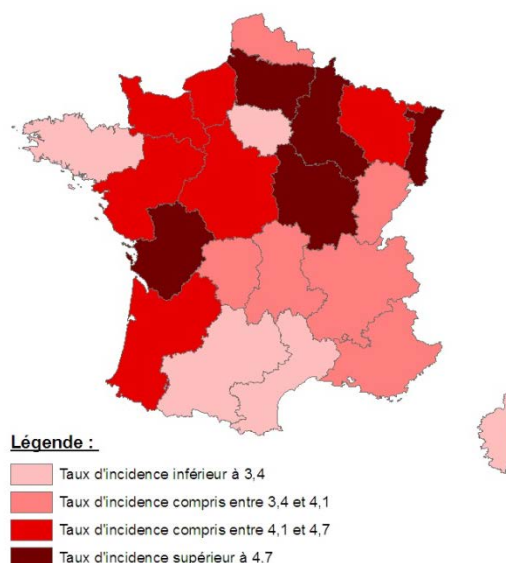 Légende :
Taux d'incidence inférieur à 3,4
Taux d'incidence compris entre 3,4 et 4,1
Taux d'incidence compris entre 4,1 et 4,7
Taux d'incidence supérieur à 4,7